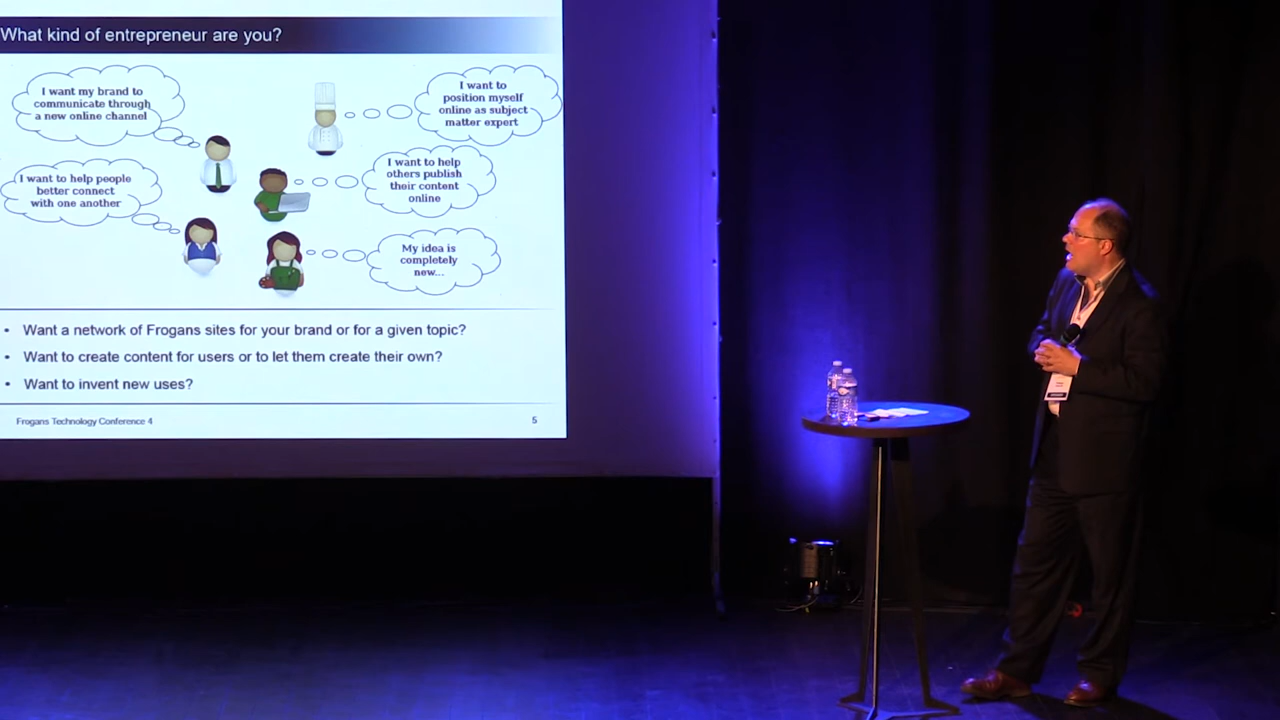 What kind of entrepreneur are you?
I want my brand to
communicate through
a new online channel
I want to
position myself
online as subject
matter expert
I want to help people
better connect
with one another
I want to help
others publish
their content
online
My idea is
completely
new...
• Want a network of Frogans sites for your brand or for a given topic?
• Want to create content for users or to let them create their own?
• Want to invent new uses?
Frogans Technology Conference 4
5